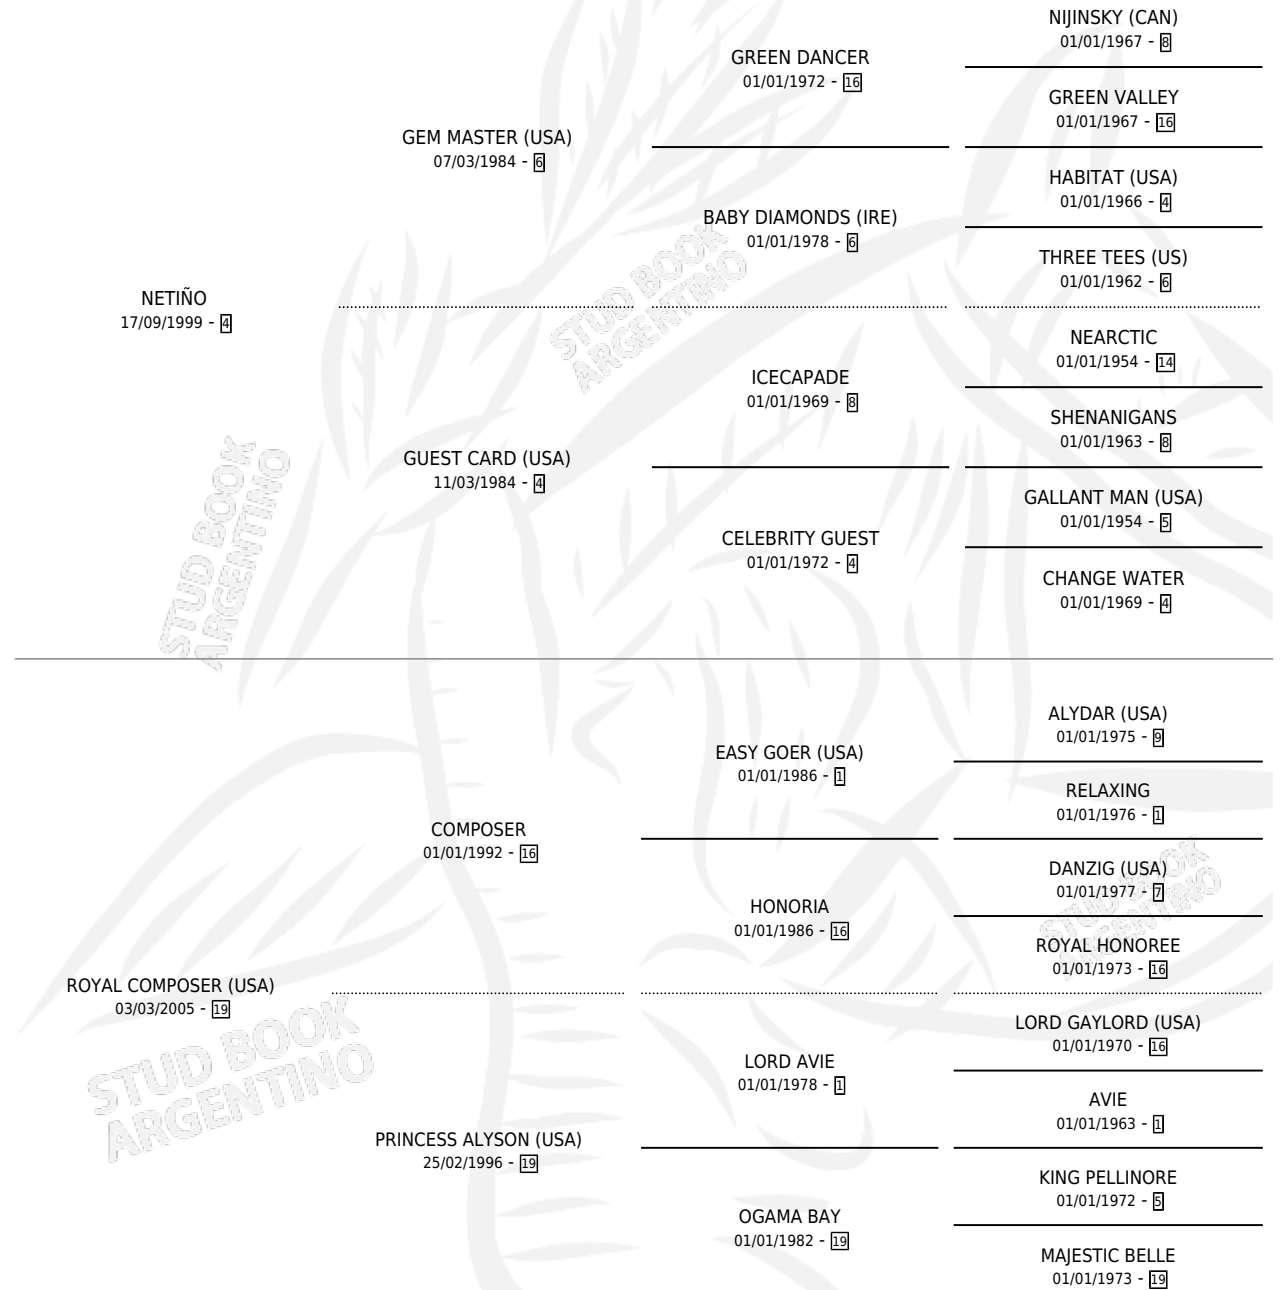 NIJINSKY (CAN)
01/01/1967 - 8
GREEN DANCER
01/01/1972 - 16
GREEN VALLEY
01/01/1967 - 16
GEM MASTER (USA)
07/03/1984 - 6
HABITAT (USA)
01/01/1966 - 4
BABY DIAMONDS (IRE)
01/01/1978 - 6
THREE TEES (US)
01/01/1962 - 6
NETIÑO
17/09/1999 - 4
NEARCTIC
01/01/1954 - 14
ICECAPADE
01/01/1969 - 8
SHENANIGANS
01/01/1963 - 8
GUEST CARD (USA)
11/03/1984 - 4
GALLANT MAN (USA)
01/01/1954 - 5
CELEBRITY GUEST
01/01/1972 - 4
CHANGE WATER
01/01/1969 - 4
STUD BOOK
ARGENTINO
STUD BOOK
ARGENTINO
ALYDAR (USA)
01/01/1975 - 9
EASY GOER (USA)
01/01/1986 - 1
RELAXING
01/01/1976 - 1
COMPOSER
01/01/1992 - 16
DANZIG (USA)
01/01/1977 - 7
HONORIA
01/01/1986 - 16
ROYAL HONOREE
01/01/1973 - 16
ROYAL COMPOSER (USA)
03/03/2005 - 19
LORD GAYLORD (USA)
01/01/1970 - 16
LORD AVIE
01/01/1978 - 1
AVIE
01/01/1963 - 1
PRINCESS ALYSON (USA)
25/02/1996 - 19
KING PELLINORE
01/01/1972 - 5
OGAMA BAY
01/01/1982 - 19
MAJESTIC BELLE
01/01/1973 - 19
STUD BOOK
ARGENTINO
STUD BOOK
ARGENTINO